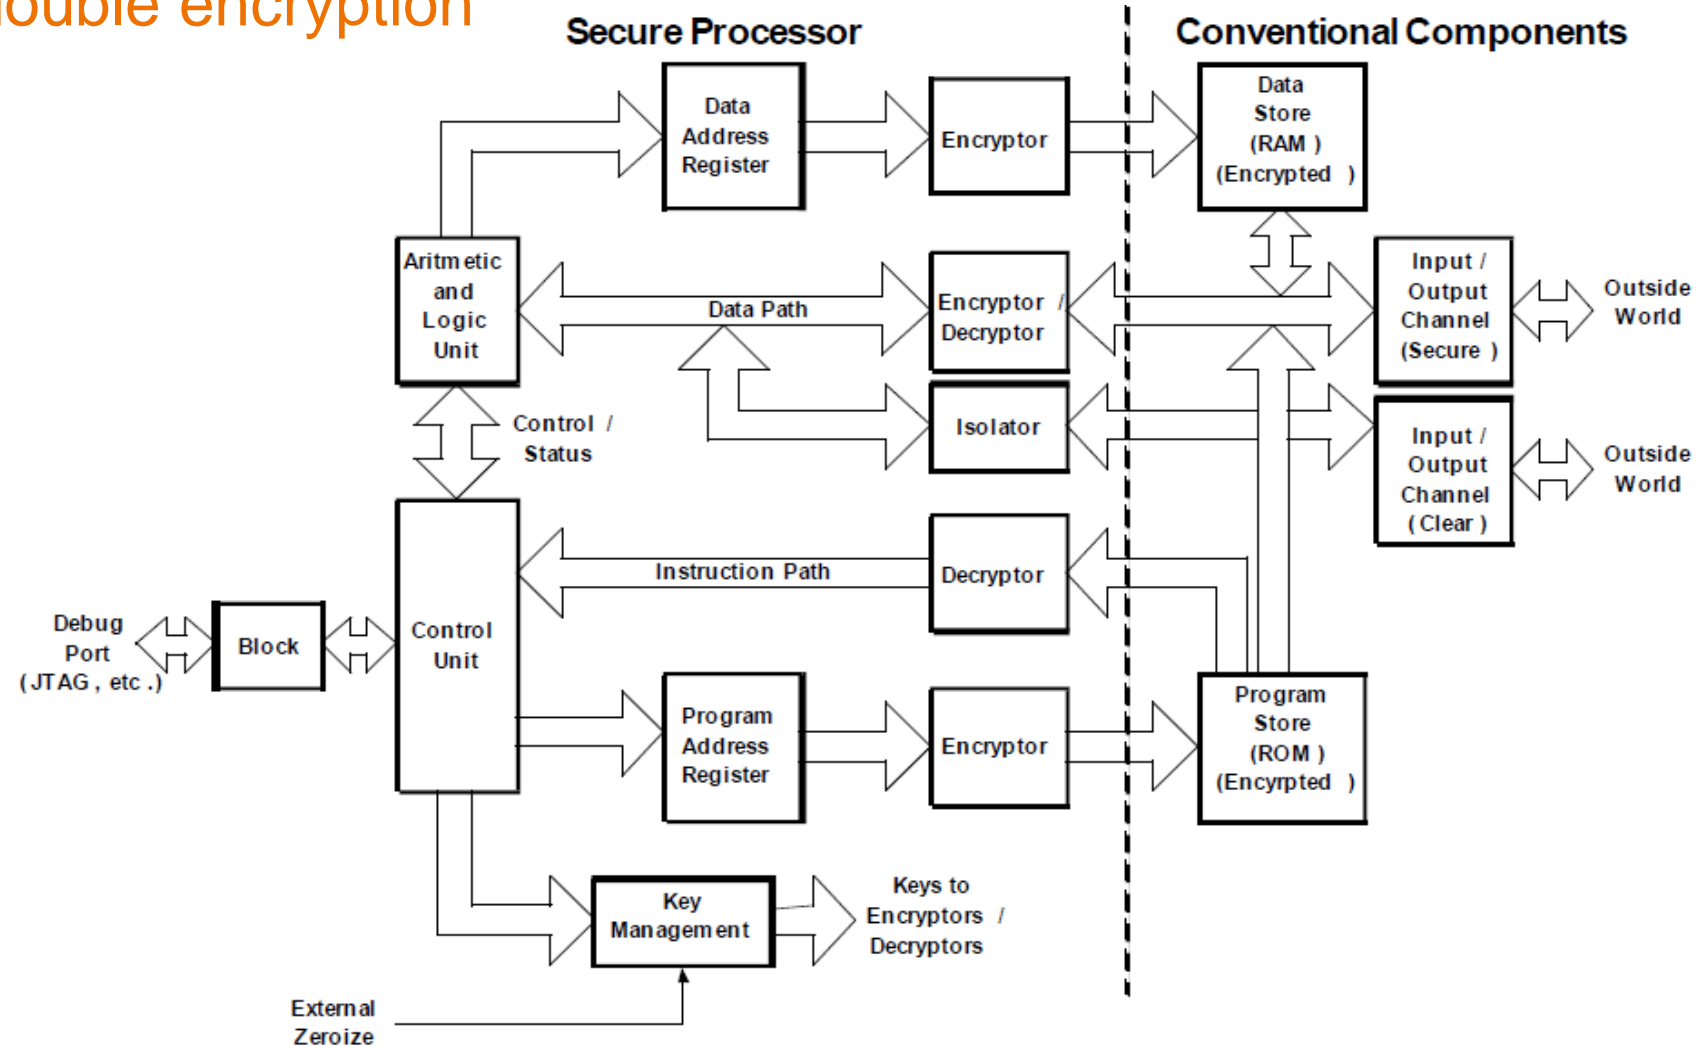 double encryption
Secure Processor
Conventional Components
Data
Address
Register
Encryptor
Data
Store
(RAM )
(Encrypted )
Aritmetic
and
Logic
Unit
Data Path
Encryptor /
Decryptor
Input /
Output
Channel
(Secure )
Outside
World
Control /
Status
Isolator
Input /
Output
Channel
( Clear )
Outside
World
Instruction Path
Decryptor
Debug
Port
( JTAG , etc .)
Block
Control
Unit
Program
Address
Register
Encryptor
Program
Store
(ROM )
(Encyrpted )
Key
Management
Keys to
Encryptors /
Decryptors
External
Zeroize